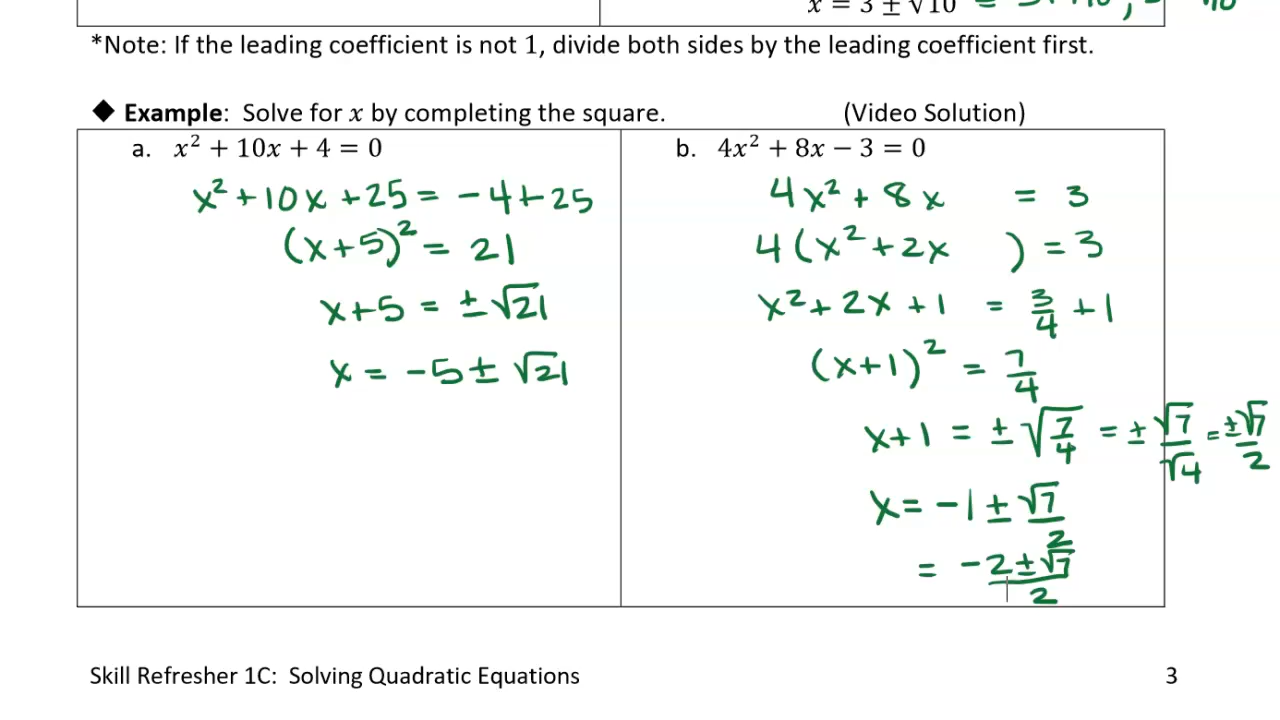 x = 3 ± √10 =
*Note: If the leading coefficient is not 1, divide both sides by the leading coefficient first.
◆ Example: Solve for x by completing the square. (Video Solution)
a. x² + 10x + 4 = 0
x² + 10x + 25 = -4 + 25
(x+5)² = 21
x+5 = ±√21
x = -5 ± √21
b. 4x² + 8x − 3 = 0
4x² + 8x = 3
4(x² + 2x ) = 3
x² + 2x + 1 = 3/4 + 1
(x+1)² = 7/4
x+1 = ±√(7/4) = ± √7/√4 = ±√7/2
x = -1 ± √7/2
= -2±√7/2
Skill Refresher 1C: Solving Quadratic Equations 3